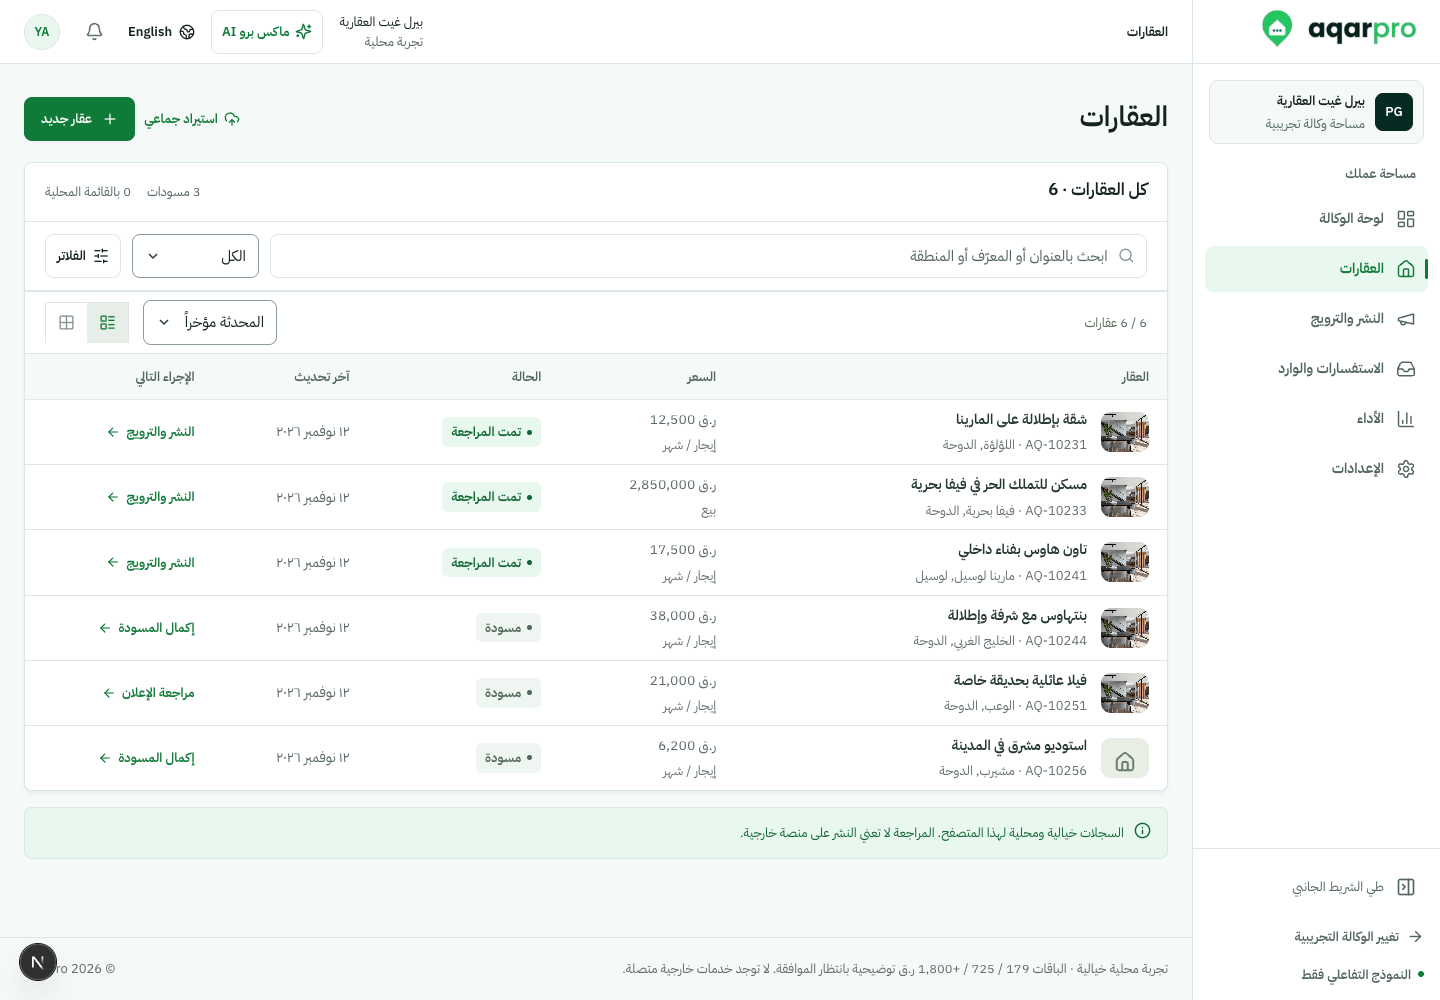 aqarpro
العقارات
بيرل غيت العقارية
تجربة محلية
ماكس برو AI
English
YA
PG
بيرل غيت العقارية
مساحة وكالة تجريبية
مساحة عملك
لوحة الوكالة
العقارات
النشر والترويج
الاستفسارات والوارد
الأداء
الإعدادات
طي الشريط الجانبي
تغيير الوكالة التجريبية
النموذج التفاعلي فقط
العقارات
استيراد جماعي
عقار جديد
كل العقارات · 6
3 مسودات
0 بالقائمة المحلية
ابحث بالعنوان أو المعرّف أو المنطقة
الكل
الفلاتر
6 / 6 عقارات
المحدثة مؤخراً
العقار السعر الحالة آخر تحديث الإجراء التالي
شقة بإطلالة على المارينا
AQ-10231 · اللؤلؤة, الدوحة
ر.ق 12,500
إيجار / شهر
تمت المراجعة
١٢ نوفمبر ٢٠٢٦
النشر والترويج
مسكن للتملك الحر في فيفا بحرية
AQ-10233 · فيفا بحرية, الدوحة
ر.ق 2,850,000
بيع
تمت المراجعة
١٢ نوفمبر ٢٠٢٦
النشر والترويج
تاون هاوس بفناء داخلي
AQ-10241 · مارينا لوسيل, لوسيل
ر.ق 17,500
إيجار / شهر
تمت المراجعة
١٢ نوفمبر ٢٠٢٦
النشر والترويج
بنتهاوس مع شرفة وإطلالة
AQ-10244 · الخليج الغربي, الدوحة
ر.ق 38,000
إيجار / شهر
مسودة
١٢ نوفمبر ٢٠٢٦
إكمال المسودة
فيلا عائلية بحديقة خاصة
AQ-10251 · الوعب, الدوحة
ر.ق 21,000
إيجار / شهر
مسودة
١٢ نوفمبر ٢٠٢٦
مراجعة الإعلان
استوديو مشرق في المدينة
AQ-10256 · مشيرب, الدوحة
ر.ق 6,200
إيجار / شهر
مسودة
١٢ نوفمبر ٢٠٢٦
إكمال المسودة
السجلات خيالية ومحلية لهذا المتصفح. المراجعة لا تعني النشر على منصة خارجية.
تجربة محلية خيالية · الباقات 179 / 725 / +1,800 ر.ق توضيحية بانتظار الموافقة. لا توجد خدمات خارجية متصلة.
© 2026
N